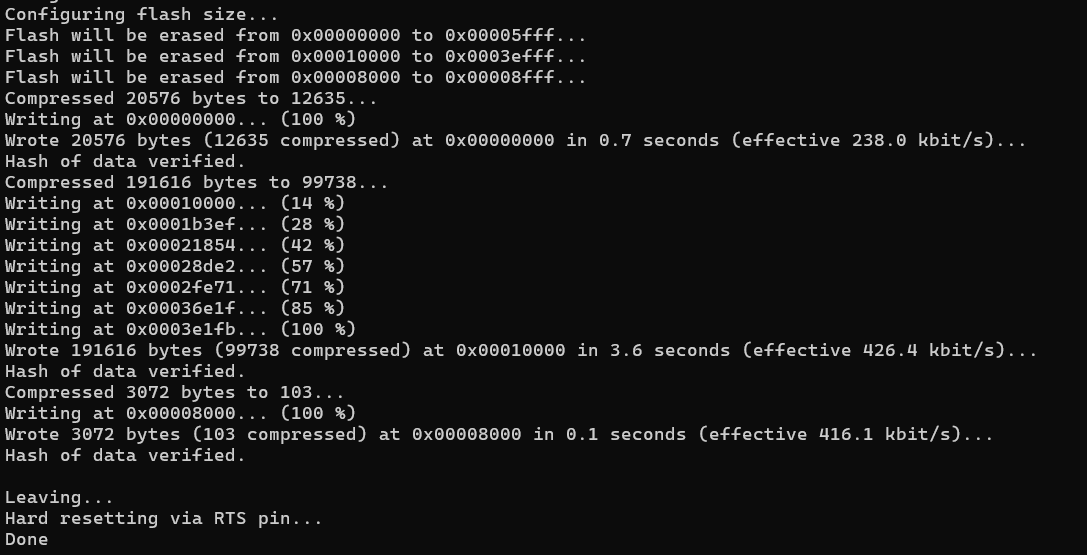 Configuring flash size...
Flash will be erased from 0x00000000 to 0x00005fff...
Flash will be erased from 0x00010000 to 0x0003efff...
Flash will be erased from 0x00008000 to 0x00008fff...
Compressed 20576 bytes to 12635...
Writing at 0x00000000... (100 %)
Wrote 20576 bytes (12635 compressed) at 0x00000000 in 0.7 seconds (effective 238.0 kbit/s)...
Hash of data verified.
Compressed 191616 bytes to 99738...
Writing at 0x00010000... (14 %)
Writing at 0x0001b3ef... (28 %)
Writing at 0x00021854... (42 %)
Writing at 0x00028de2... (57 %)
Writing at 0x0002fe71... (71 %)
Writing at 0x00036e1f... (85 %)
Writing at 0x0003e1fb... (100 %)
Wrote 191616 bytes (99738 compressed) at 0x00010000 in 3.6 seconds (effective 426.4 kbit/s)...
Hash of data verified.
Compressed 3072 bytes to 103...
Writing at 0x00008000... (100 %)
Wrote 3072 bytes (103 compressed) at 0x00008000 in 0.1 seconds (effective 416.1 kbit/s)...
Hash of data verified.

Leaving...
Hard resetting via RTS pin...
Done